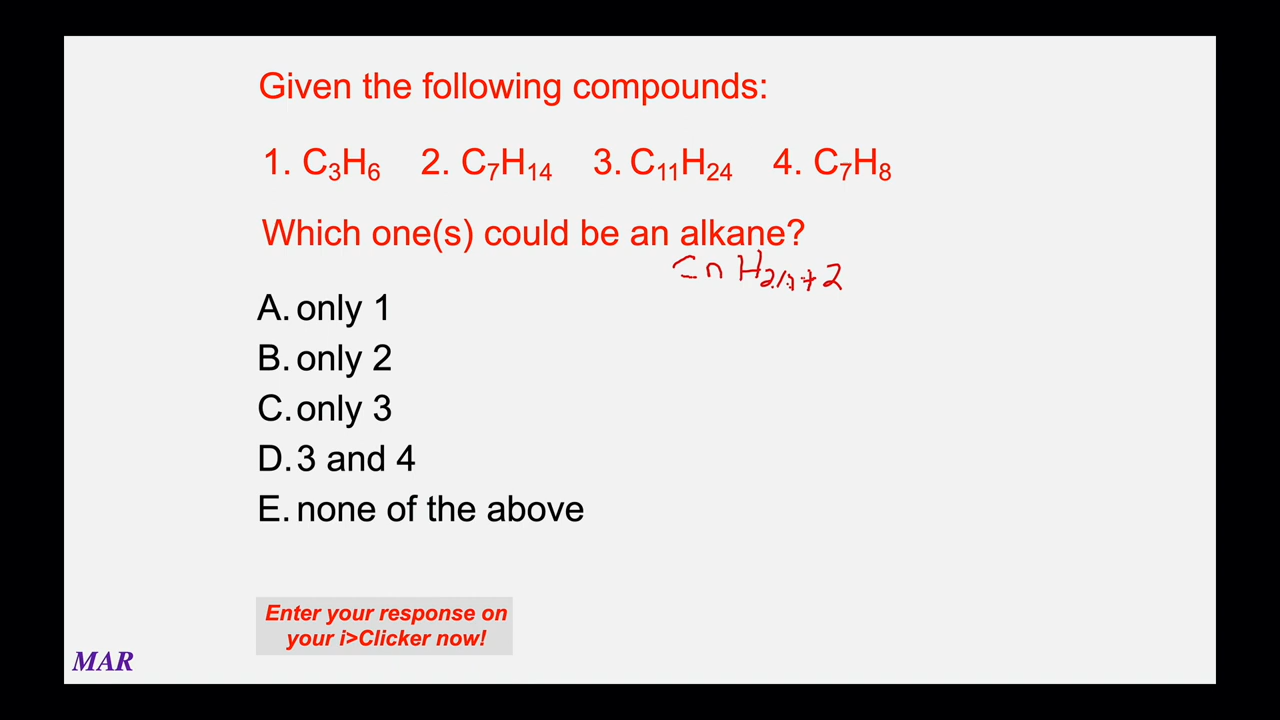 Given the following compounds:
1. C₃H₆ 2. C₇H₁₄ 3. C₁₁H₂₄ 4. C₇H₈
Which one(s) could be an alkane?
CnH₂ₙ₊₂
A. only 1
B. only 2
C. only 3
D. 3 and 4
E. none of the above
Enter your response on
your i>Clicker now!
MAR